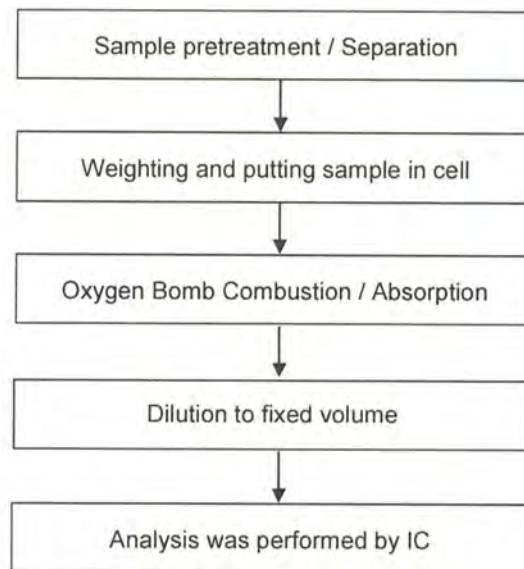 Sample pretreatment / Separation
Weighting and putting sample in cell
Oxygen Bomb Combustion / Absorption
Dilution to fixed volume
Analysis was performed by IC